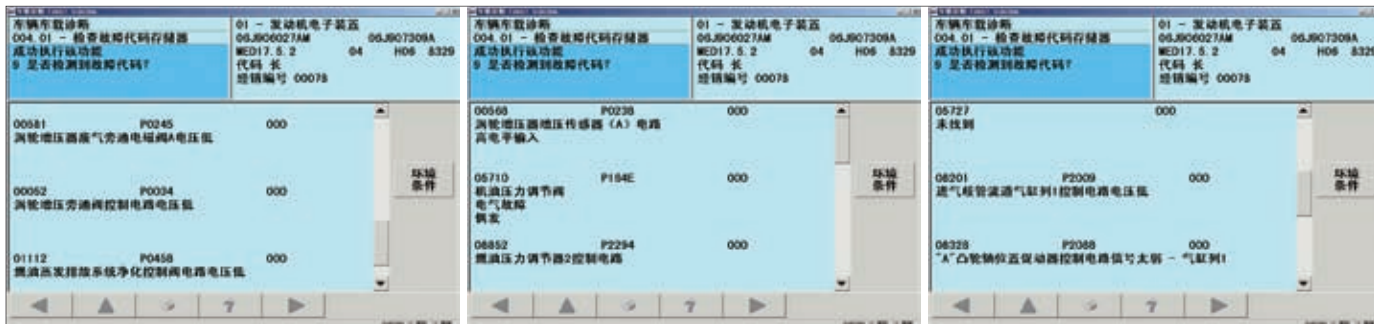 车辆车载诊断
004.01 - 检查故障代码存储器
成功执行该功能
9 是否检测到故障代码?
01 - 发动机电子装置
06J906027AM 06J907309A
MED17.5.2 04 H06 8329
代码 长
经销编号 00078
00581 P0245 000
涡轮增压器废气旁通电磁阀A电压低
00052 P0034 000
涡轮增压旁通阀控制电路电压低
01112 P0458 000
燃油蒸发排放系统净化控制阀电路电压低
环境
条件
车辆车载诊断
004.01 - 检查故障代码存储器
成功执行该功能
9 是否检测到故障代码?
01 - 发动机电子装置
06J906027AM 06J907309A
MED17.5.2 04 H06 8329
代码 长
经销编号 00078
00568 P0238 000
涡轮增压器增压传感器（A）电路
高电平输入
05710 P164E 000
机油压力调节阀
电气故障
偶发
08852 P2294 000
燃油压力调节器2控制电路
环境
条件
车辆车载诊断
004.01 - 检查故障代码存储器
成功执行该功能
9 是否检测到故障代码?
01 - 发动机电子装置
06J906027AM 06J907309A
MED17.5.2 04 H06 8329
代码 长
经销编号 00078
05727 000
未找到
08201 P2009 000
进气歧管流道气缸列1控制电路电压低
08328 P2088 000
"A"凸轮轴位置促动器控制电路信号太弱 - 气缸列1
环境
条件